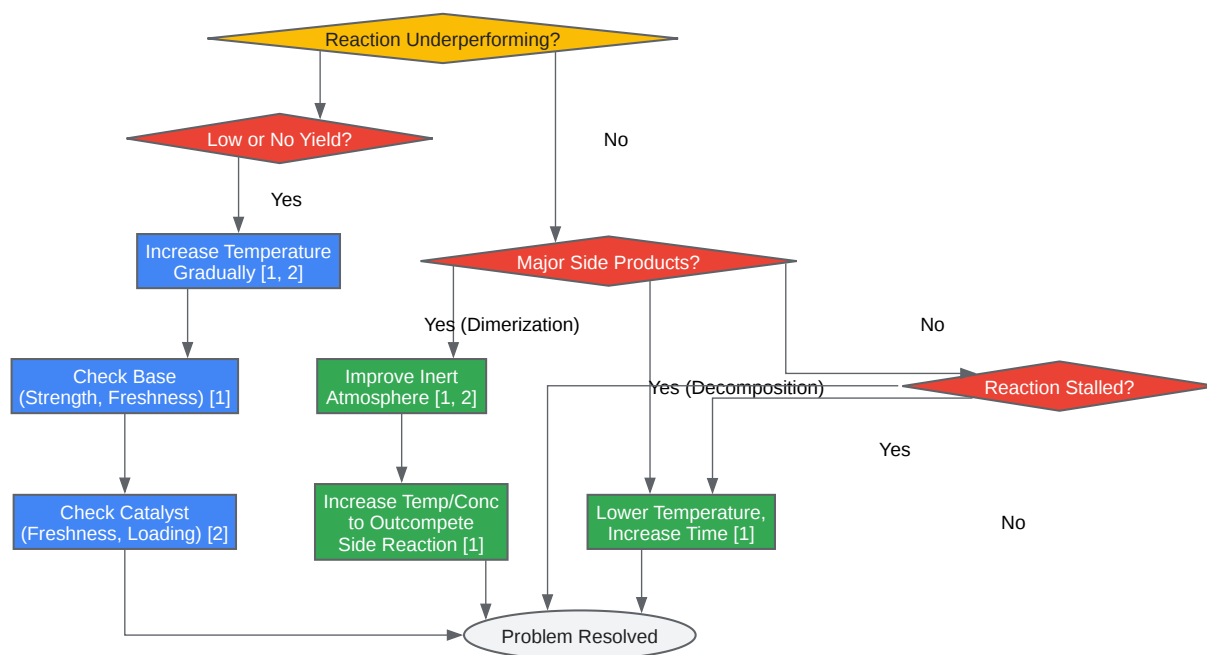 Reaction Underperforming?
Low or No Yield?
No
Yes
Increase Temperature
Gradually [1, 2]
Major Side Products?
Yes (Dimerization)
No
Check Base
(Strength, Freshness) [1]
Improve Inert
Atmosphere [1, 2]
Yes (Decomposition)
Reaction Stalled?
Yes
Check Catalyst
(Freshness, Loading) [2]
Increase Temp/Conc
to Outcompete
Side Reaction [1]
Lower Temperature,
Increase Time [1]
No
Problem Resolved